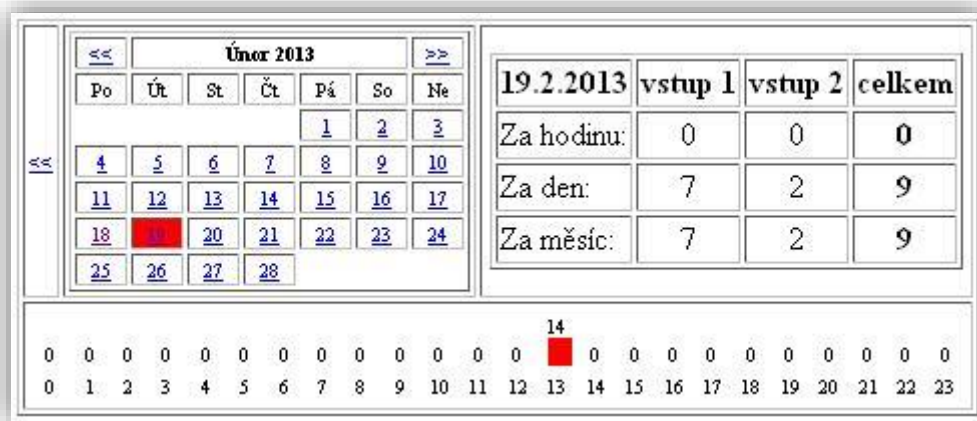 << Únor 2013 >>
Po Út St Čt Pá So Ne
1 2 3
<<
4 5 6 7 8 9 10
11 12 13 14 15 16 17
18 19 20 21 22 23 24
25 26 27 28
19.2.2013 vstup 1 vstup 2 celkem
Za hodinu: 0 0 0
Za den: 7 2 9
Za měsíc: 7 2 9
14
0 0 0 0 0 0 0 0 0 0 0 0 0 0 0 0 0 0 0 0 0 0 0
0 1 2 3 4 5 6 7 8 9 10 11 12 13 14 15 16 17 18 19 20 21 22 23